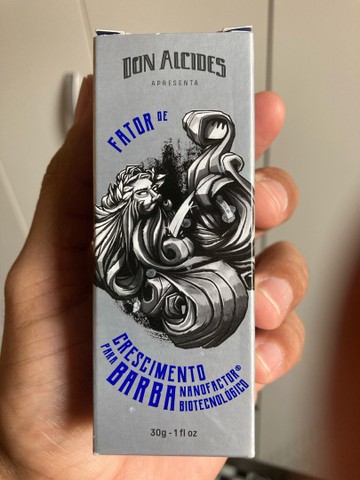 DON ALCIDES
APRESENTA
FATOR DE
CRESCIMENTO
PARA BARBA NANOFACTOR®
BIOTECNOLÓGICO
30g - 1 fl oz